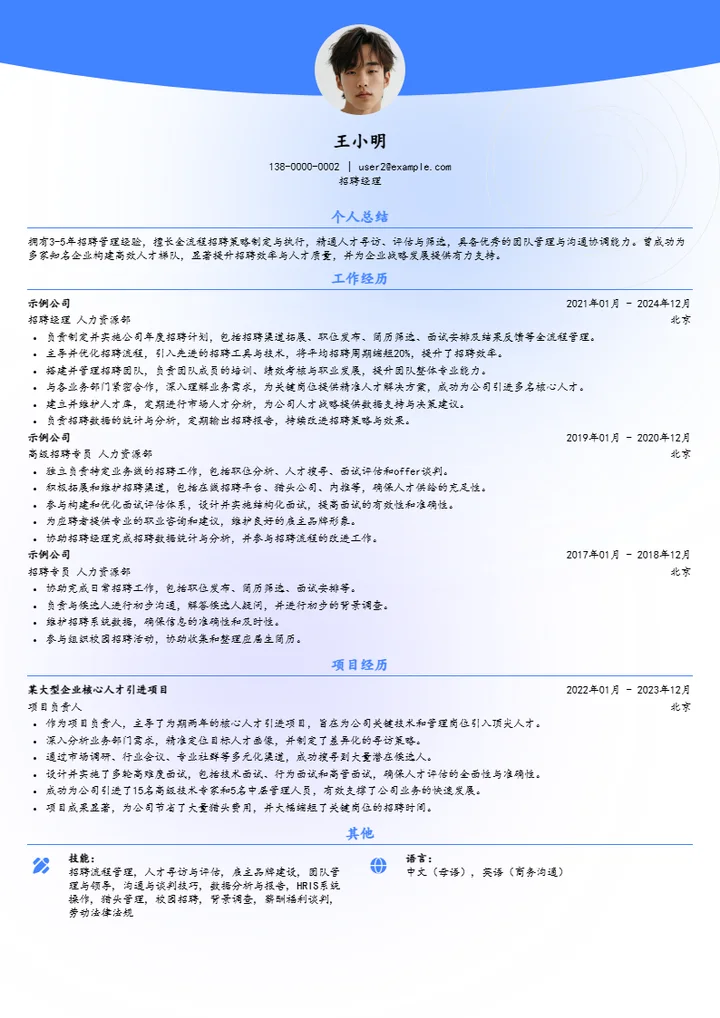 王小明
138-0000-0002 | user2@example.com
招聘经理
个人总结
拥有3-5年招聘管理经验，擅长全流程招聘策略制定与执行，精通人才寻访、评估与筛选，具备优秀的团队管理与沟通协调能力。曾成功为
多家知名企业构建高效人才梯队，显著提升招聘效率与人才质量，并为企业战略发展提供有力支持。
工作经历
示例公司 2021年01月 - 2024年12月
招聘经理 人力资源部 北京
• 负责制定并实施公司年度招聘计划，包括招聘渠道拓展、职位发布、简历筛选、面试安排及结果反馈等全流程管理。
• 主导并优化招聘流程，引入先进的招聘工具与技术，将平均招聘周期缩短20%，提升了招聘效率。
• 搭建并管理招聘团队，负责团队成员的培训、绩效考核与职业发展，提升团队整体专业能力。
• 与各业务部门紧密合作，深入理解业务需求，为关键岗位提供精准人才解决方案，成功为公司引进多名核心人才。
• 建立并维护人才库，定期进行市场人才分析，为公司人才战略提供数据支持与决策建议。
• 负责招聘数据的统计与分析，定期输出招聘报告，持续改进招聘策略与效果。
示例公司 2019年01月 - 2020年12月
高级招聘专员 人力资源部 北京
• 独立负责特定业务线的招聘工作，包括职位分析、人才搜寻、面试评估和offer谈判。
• 积极拓展和维护招聘渠道，包括在线招聘平台、猎头公司、内推等，确保人才供给的充足性。
• 参与构建和优化面试评估体系，设计并实施结构化面试，提高面试的有效性和准确性。
• 为应聘者提供专业的职业咨询和建议，维护良好的雇主品牌形象。
• 协助招聘经理完成招聘数据统计与分析，并参与招聘流程的改进工作。
示例公司 2017年01月 - 2018年12月
招聘专员 人力资源部 北京
• 协助完成日常招聘工作，包括职位发布、简历筛选、面试安排等。
• 负责与候选人进行初步沟通，解答候选人疑问，并进行初步的背景调查。
• 维护招聘系统数据，确保信息的准确性和及时性。
• 参与组织校园招聘活动，协助收集和整理应届生简历。
项目经历
某大型企业核心人才引进项目 2022年01月 - 2023年12月
项目负责人 北京
• 作为项目负责人，主导了为期两年的核心人才引进项目，旨在为公司关键技术和管理岗位引入顶尖人才。
• 深入分析业务部门需求，精准定位目标人才画像，并制定了差异化的寻访策略。
• 通过市场调研、行业会议、专业社群等多元化渠道，成功搜寻到大量潜在候选人。
• 设计并实施了多轮高难度面试，包括技术面试、行为面试和高管面试，确保人才评估的全面性与准确性。
• 成功为公司引进了15名高级技术专家和5名中层管理人员，有效支撑了公司业务的快速发展。
• 项目成果显著，为公司节省了大量猎头费用，并大幅缩短了关键岗位的招聘时间。
其他
技能：
招聘流程管理, 人才寻访与评估, 雇主品牌建设, 团队管
理与领导, 沟通与谈判技巧, 数据分析与报告, HRIS系统
操作, 猎头管理, 校园招聘, 背景调查, 薪酬福利谈判,
劳动法律法规
语言：
中文（母语）, 英语（商务沟通）